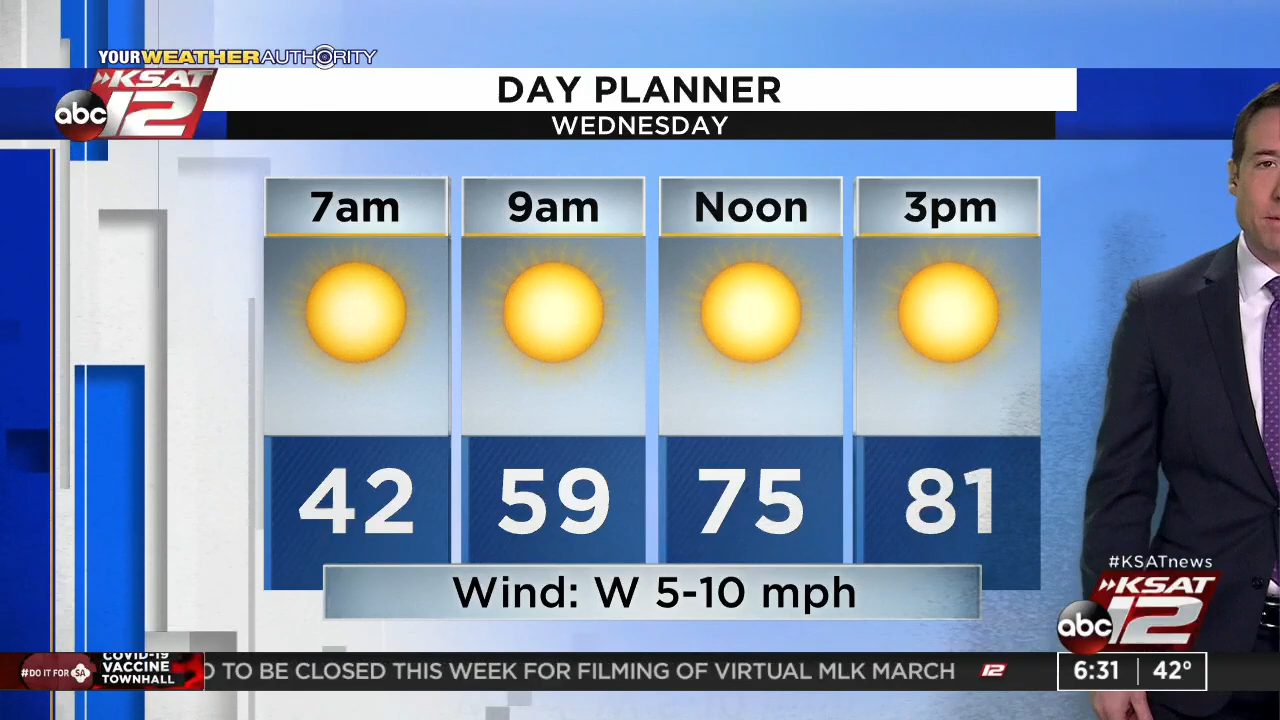 YOURWEATHERAUTHORITY
KSAT
abc 12
DAY PLANNER
WEDNESDAY
7am 9am Noon 3pm
42 59 75 81
Wind: W 5-10 mph
#KSATnews
KSAT
abc 12
#DO IT FOR SA
COVID-19
VACCINE
TOWNHALL
O TO BE CLOSED THIS WEEK FOR FILMING OF VIRTUAL MLK MARCH 12
6:31 42°